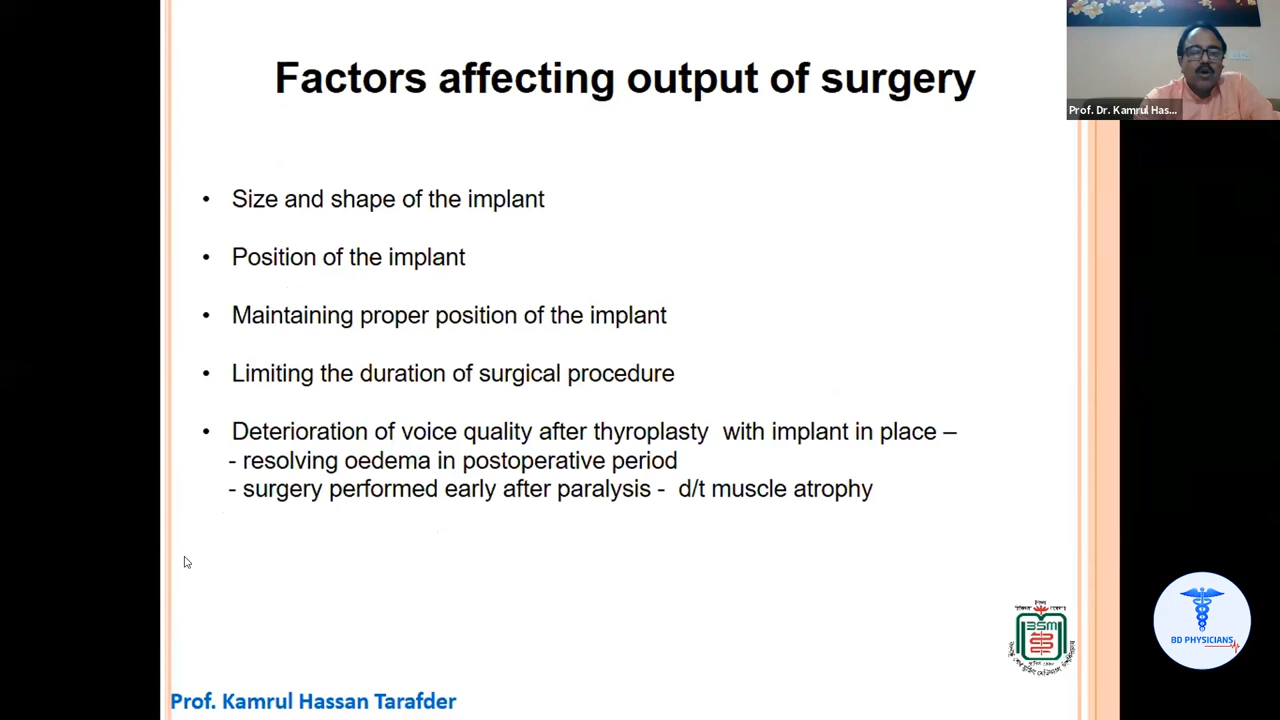 Factors affecting output of surgery
Prof. Dr. Kamrul Has...
• Size and shape of the implant
• Position of the implant
• Maintaining proper position of the implant
• Limiting the duration of surgical procedure
• Deterioration of voice quality after thyroplasty with implant in place –
- resolving oedema in postoperative period
- surgery performed early after paralysis - d/t muscle atrophy
BSM
BD PHYSICIANS
Prof. Kamrul Hassan Tarafder